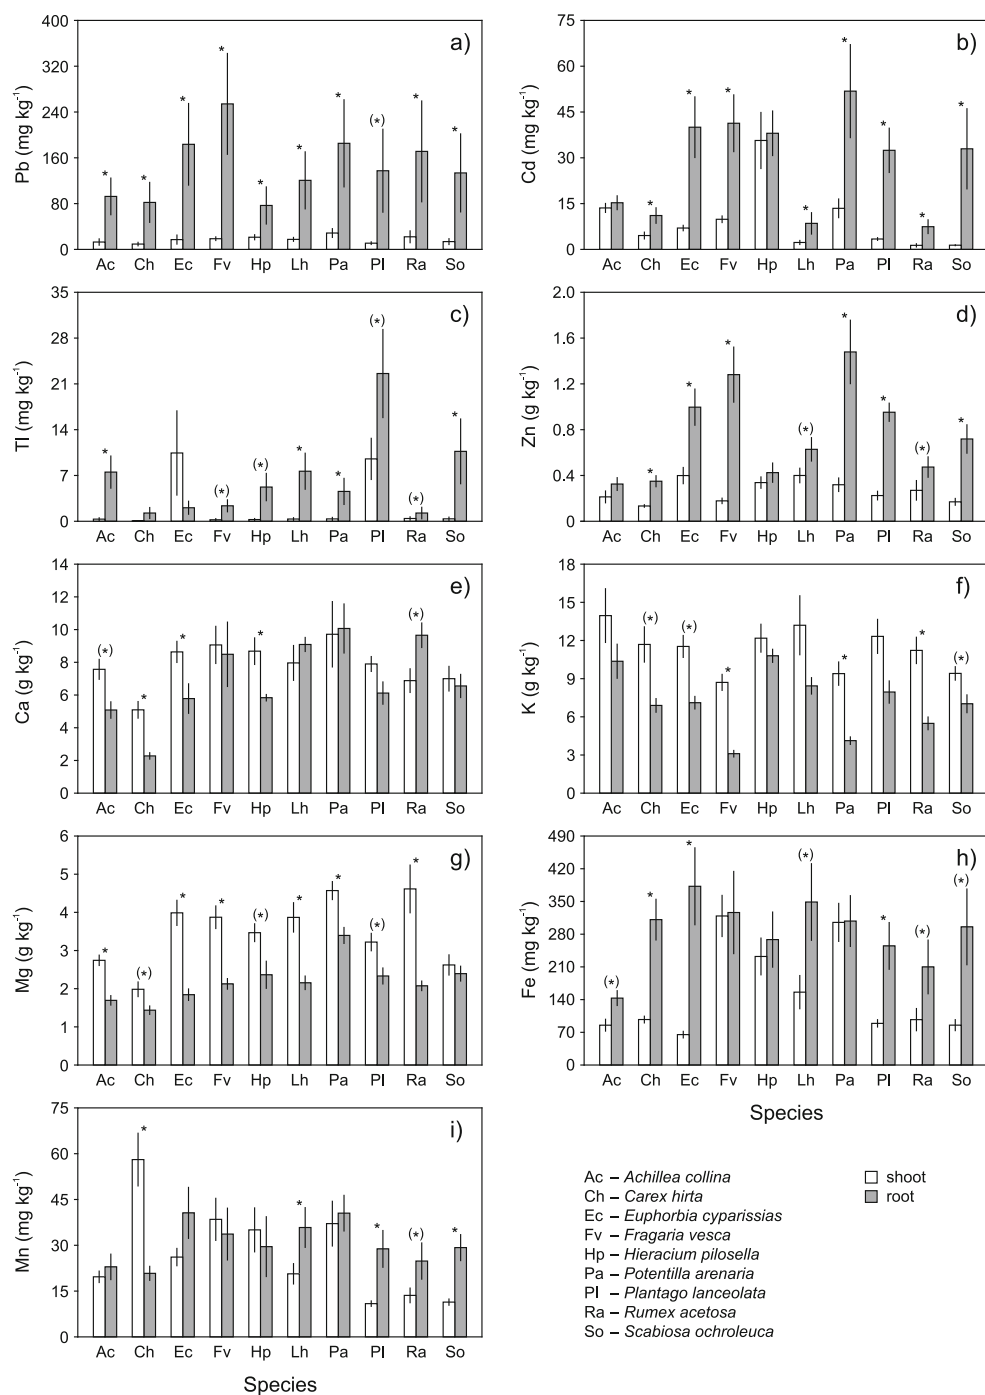 a)
Pb (mg kg-1)
400
320
240
160
80
0
* * * * * * * (*) * *
Ac Ch Ec Fv Hp Lh Pa Pl Ra So
b)
Cd (mg kg-1)
75
60
45
30
15
0
* * * * * * * *
Ac Ch Ec Fv Hp Lh Pa Pl Ra So
c)
Tl (mg kg-1)
35
28
21
14
7
0
* (*) (*) * * (*) (*) *
Ac Ch Ec Fv Hp Lh Pa Pl Ra So
d)
Zn (g kg-1)
2.0
1.6
1.2
0.8
0.4
0
* * * (*) * * (*) *
Ac Ch Ec Fv Hp Lh Pa Pl Ra So
e)
Ca (g kg-1)
14
12
10
8
6
4
2
0
(*) * * * (*)
Ac Ch Ec Fv Hp Lh Pa Pl Ra So
f)
K (g kg-1)
18
15
12
9
6
3
0
(*) (*) * * * (*)
Ac Ch Ec Fv Hp Lh Pa Pl Ra So
g)
Mg (g kg-1)
6
5
4
3
2
1
0
* (*) * * (*) * * (*) *
Ac Ch Ec Fv Hp Lh Pa Pl Ra So
h)
Fe (mg kg-1)
490
420
350
280
210
140
70
0
(*) * * (*) * (*) (*)
Ac Ch Ec Fv Hp Lh Pa Pl Ra So
Species
i)
Mn (mg kg-1)
75
60
45
30
15
0
* * * (*) *
Ac Ch Ec Fv Hp Lh Pa Pl Ra So
Species
Ac – Achillea collina
Ch – Carex hirta
Ec – Euphorbia cyparissias
Fv – Fragaria vesca
Hp – Hieracium pilosella
Pa – Potentilla arenaria
Pl – Plantago lanceolata
Ra – Rumex acetosa
So – Scabiosa ochroleuca
shoot
root